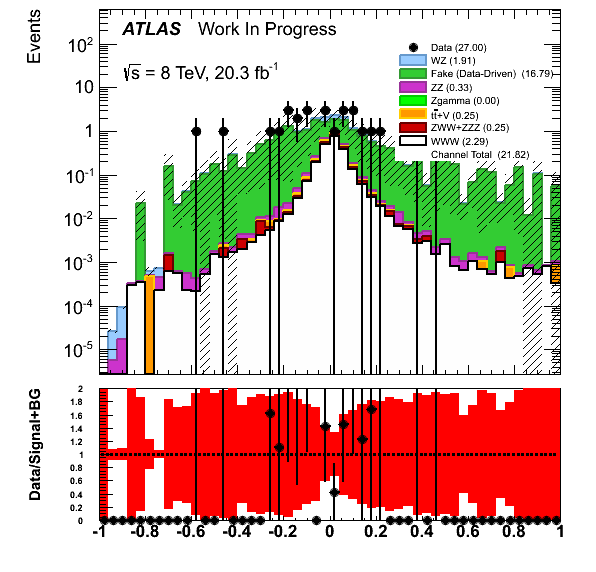 ATLAS Work In Progress
√s = 8 TeV, 20.3 fb⁻¹
Events
10²
10
1
10⁻¹
10⁻²
10⁻³
10⁻⁴
10⁻⁵
Data (27.00)
WZ (1.91)
Fake (Data-Driven) (16.79)
ZZ (0.33)
Zgamma (0.00)
tt̄+V (0.25)
ZWW+ZZZ (0.25)
WWW (2.29)
Channel Total (21.82)
Data/Signal+BG
2
1.8
1.6
1.4
1.2
1
0.8
0.6
0.4
0.2
0
-1 -0.8 -0.6 -0.4 -0.2 0 0.2 0.4 0.6 0.8 1